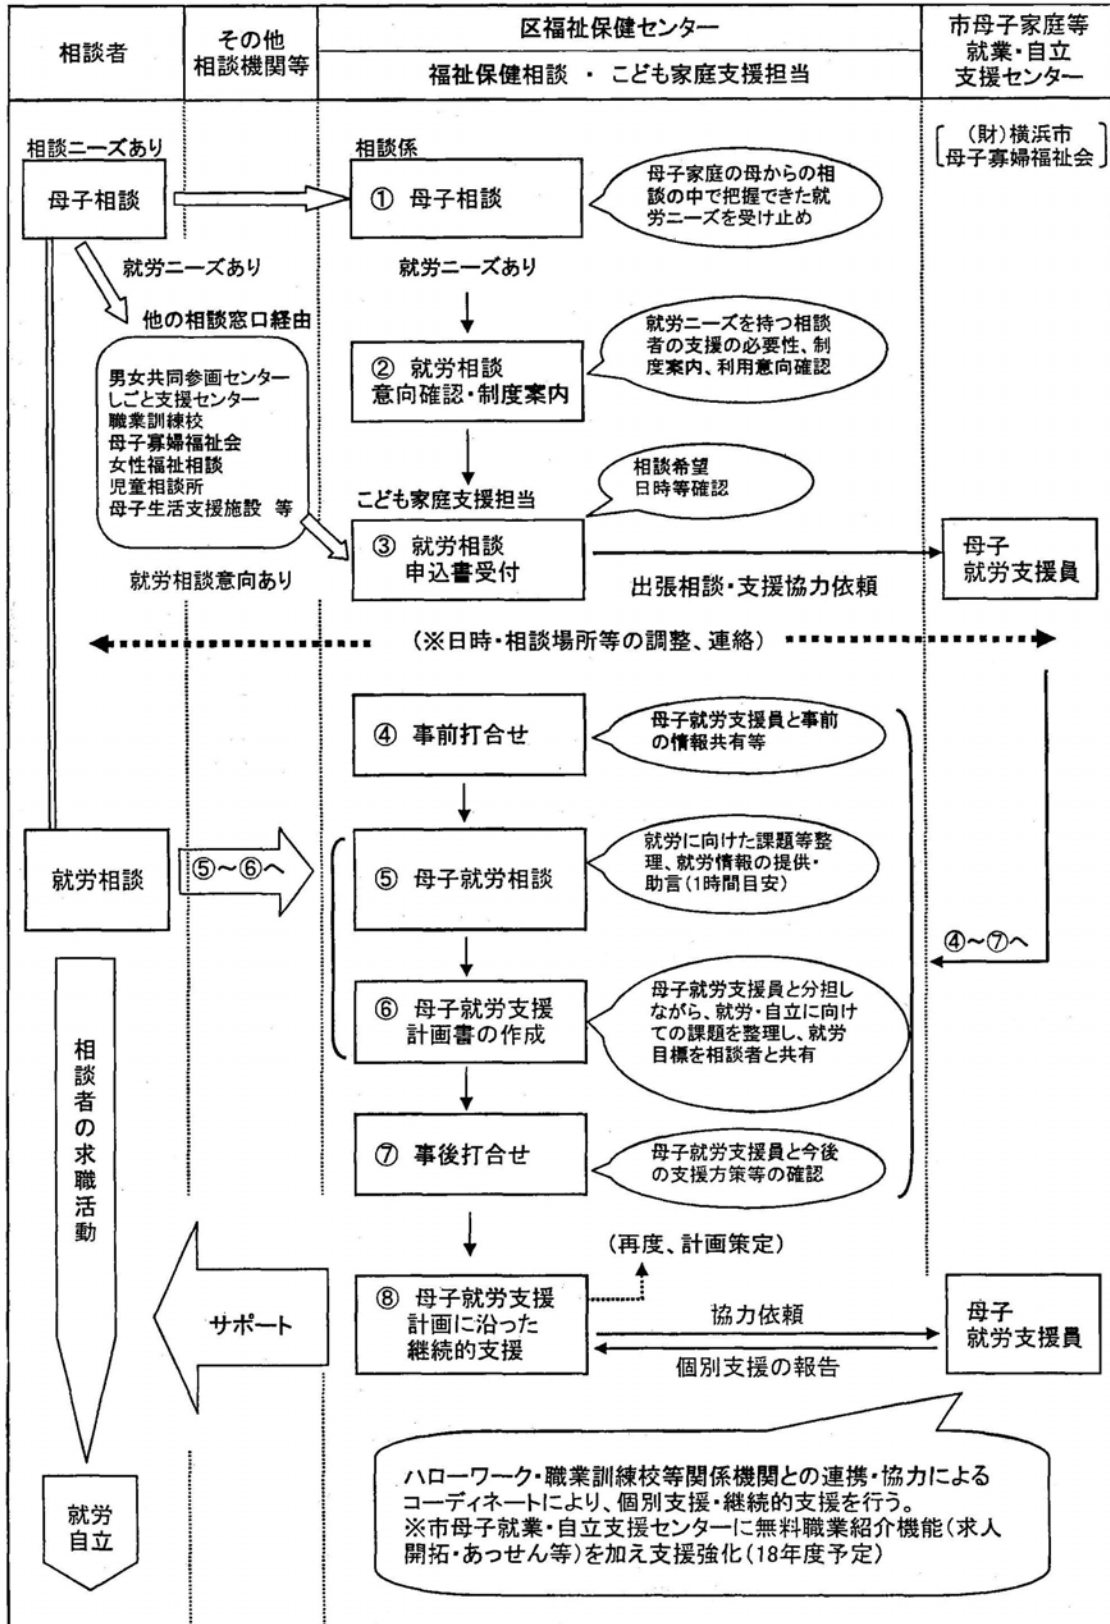 相談者
その他
相談機関等
区福祉保健センター
福祉保健相談 ・ こども家庭支援担当
市母子家庭等
就業・自立
支援センター
(財)横浜市
母子寡婦福祉会
相談ニーズあり
母子相談
相談係
① 母子相談
母子家庭の母からの相
談の中で把握できた就
労ニーズを受け止め
就労ニーズあり
就労ニーズあり
他の相談窓口経由
男女共同参画センター
しごと支援センター
職業訓練校
母子寡婦福祉会
女性福祉相談
児童相談所
母子生活支援施設 等
② 就労相談
意向確認・制度案内
就労ニーズを持つ相談
者の支援の必要性、制
度案内、利用意向確認
こども家庭支援担当
相談希望
日時等確認
③ 就労相談
申込書受付
就労相談意向あり
出張相談・支援協力依頼
母子
就労支援員
(※日時・相談場所等の調整、連絡)
④ 事前打合せ
母子就労支援員と事前
の情報共有等
就労相談
⑤~⑥へ
⑤ 母子就労相談
就労に向けた課題等整
理、就労情報の提供・
助言(1時間目安)
④~⑦へ
⑥ 母子就労支援
計画書の作成
母子就労支援員と分担し
ながら、就労・自立に向け
ての課題を整理し、就労
目標を相談者と共有
相談者の求職活動
⑦ 事後打合せ
母子就労支援員と今後
の支援方策等の確認
(再度、計画策定)
サポート
⑧ 母子就労支援
計画に沿った
継続的支援
協力依頼
個別支援の報告
母子
就労支援員
就労
自立
ハローワーク・職業訓練校等関係機関との連携・協力による
コーディネートにより、個別支援・継続的支援を行う。
※市母子就業・自立支援センターに無料職業紹介機能(求人
開拓・あっせん等)を加え支援強化(18年度予定)